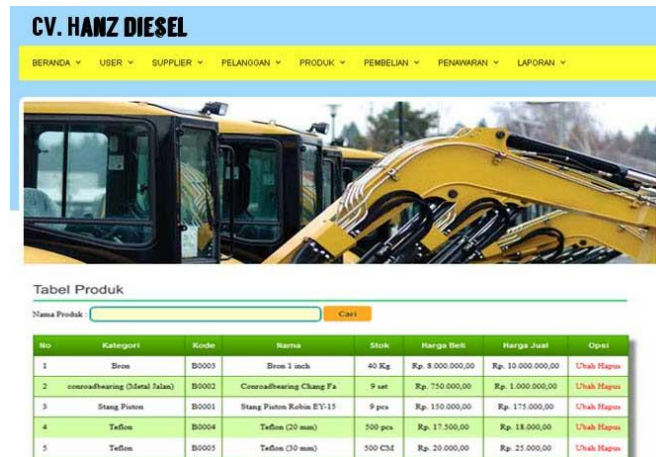 CV. HANZ DIESEL
BERANDA USER SUPPLIER PELANGGAN PRODUK PEMBELIAN PENAWARAN LAPORAN
Tabel Produk
Nama Produk : Cari
No Kategori Kode Nama Stok Harga Beli Harga Jual Opsi
1 Bron B0003 Bron 1 inch 40 Kg Rp. 8.000.000,00 Rp. 10.000.000,00 Ubah Hapus
2 conroadbearing (Metal Jalan) B0002 Conroadbearing Chang Fa 9 set Rp. 750.000,00 Rp. 1.000.000,00 Ubah Hapus
3 Stang Piston B0001 Stang Piston Robin EY-15 9 pcs Rp. 150.000,00 Rp. 175.000,00 Ubah Hapus
4 Teflon B0004 Teflon (20 mm) 500 pcs Rp. 17.500,00 Rp. 18.000,00 Ubah Hapus
5 Teflon B0005 Teflon (30 mm) 500 CM Rp. 20.000,00 Rp. 25.000,00 Ubah Hapus